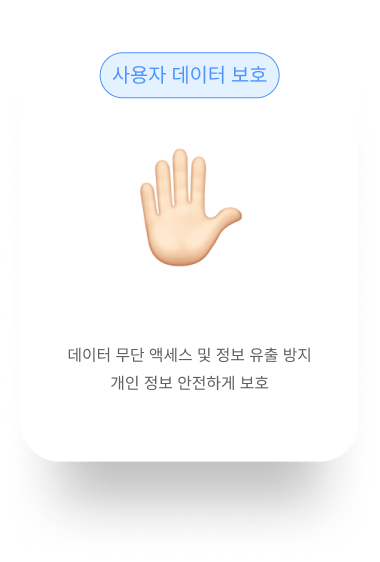 사용자 데이터 보호
데이터 무단 액세스 및 정보 유출 방지
개인 정보 안전하게 보호